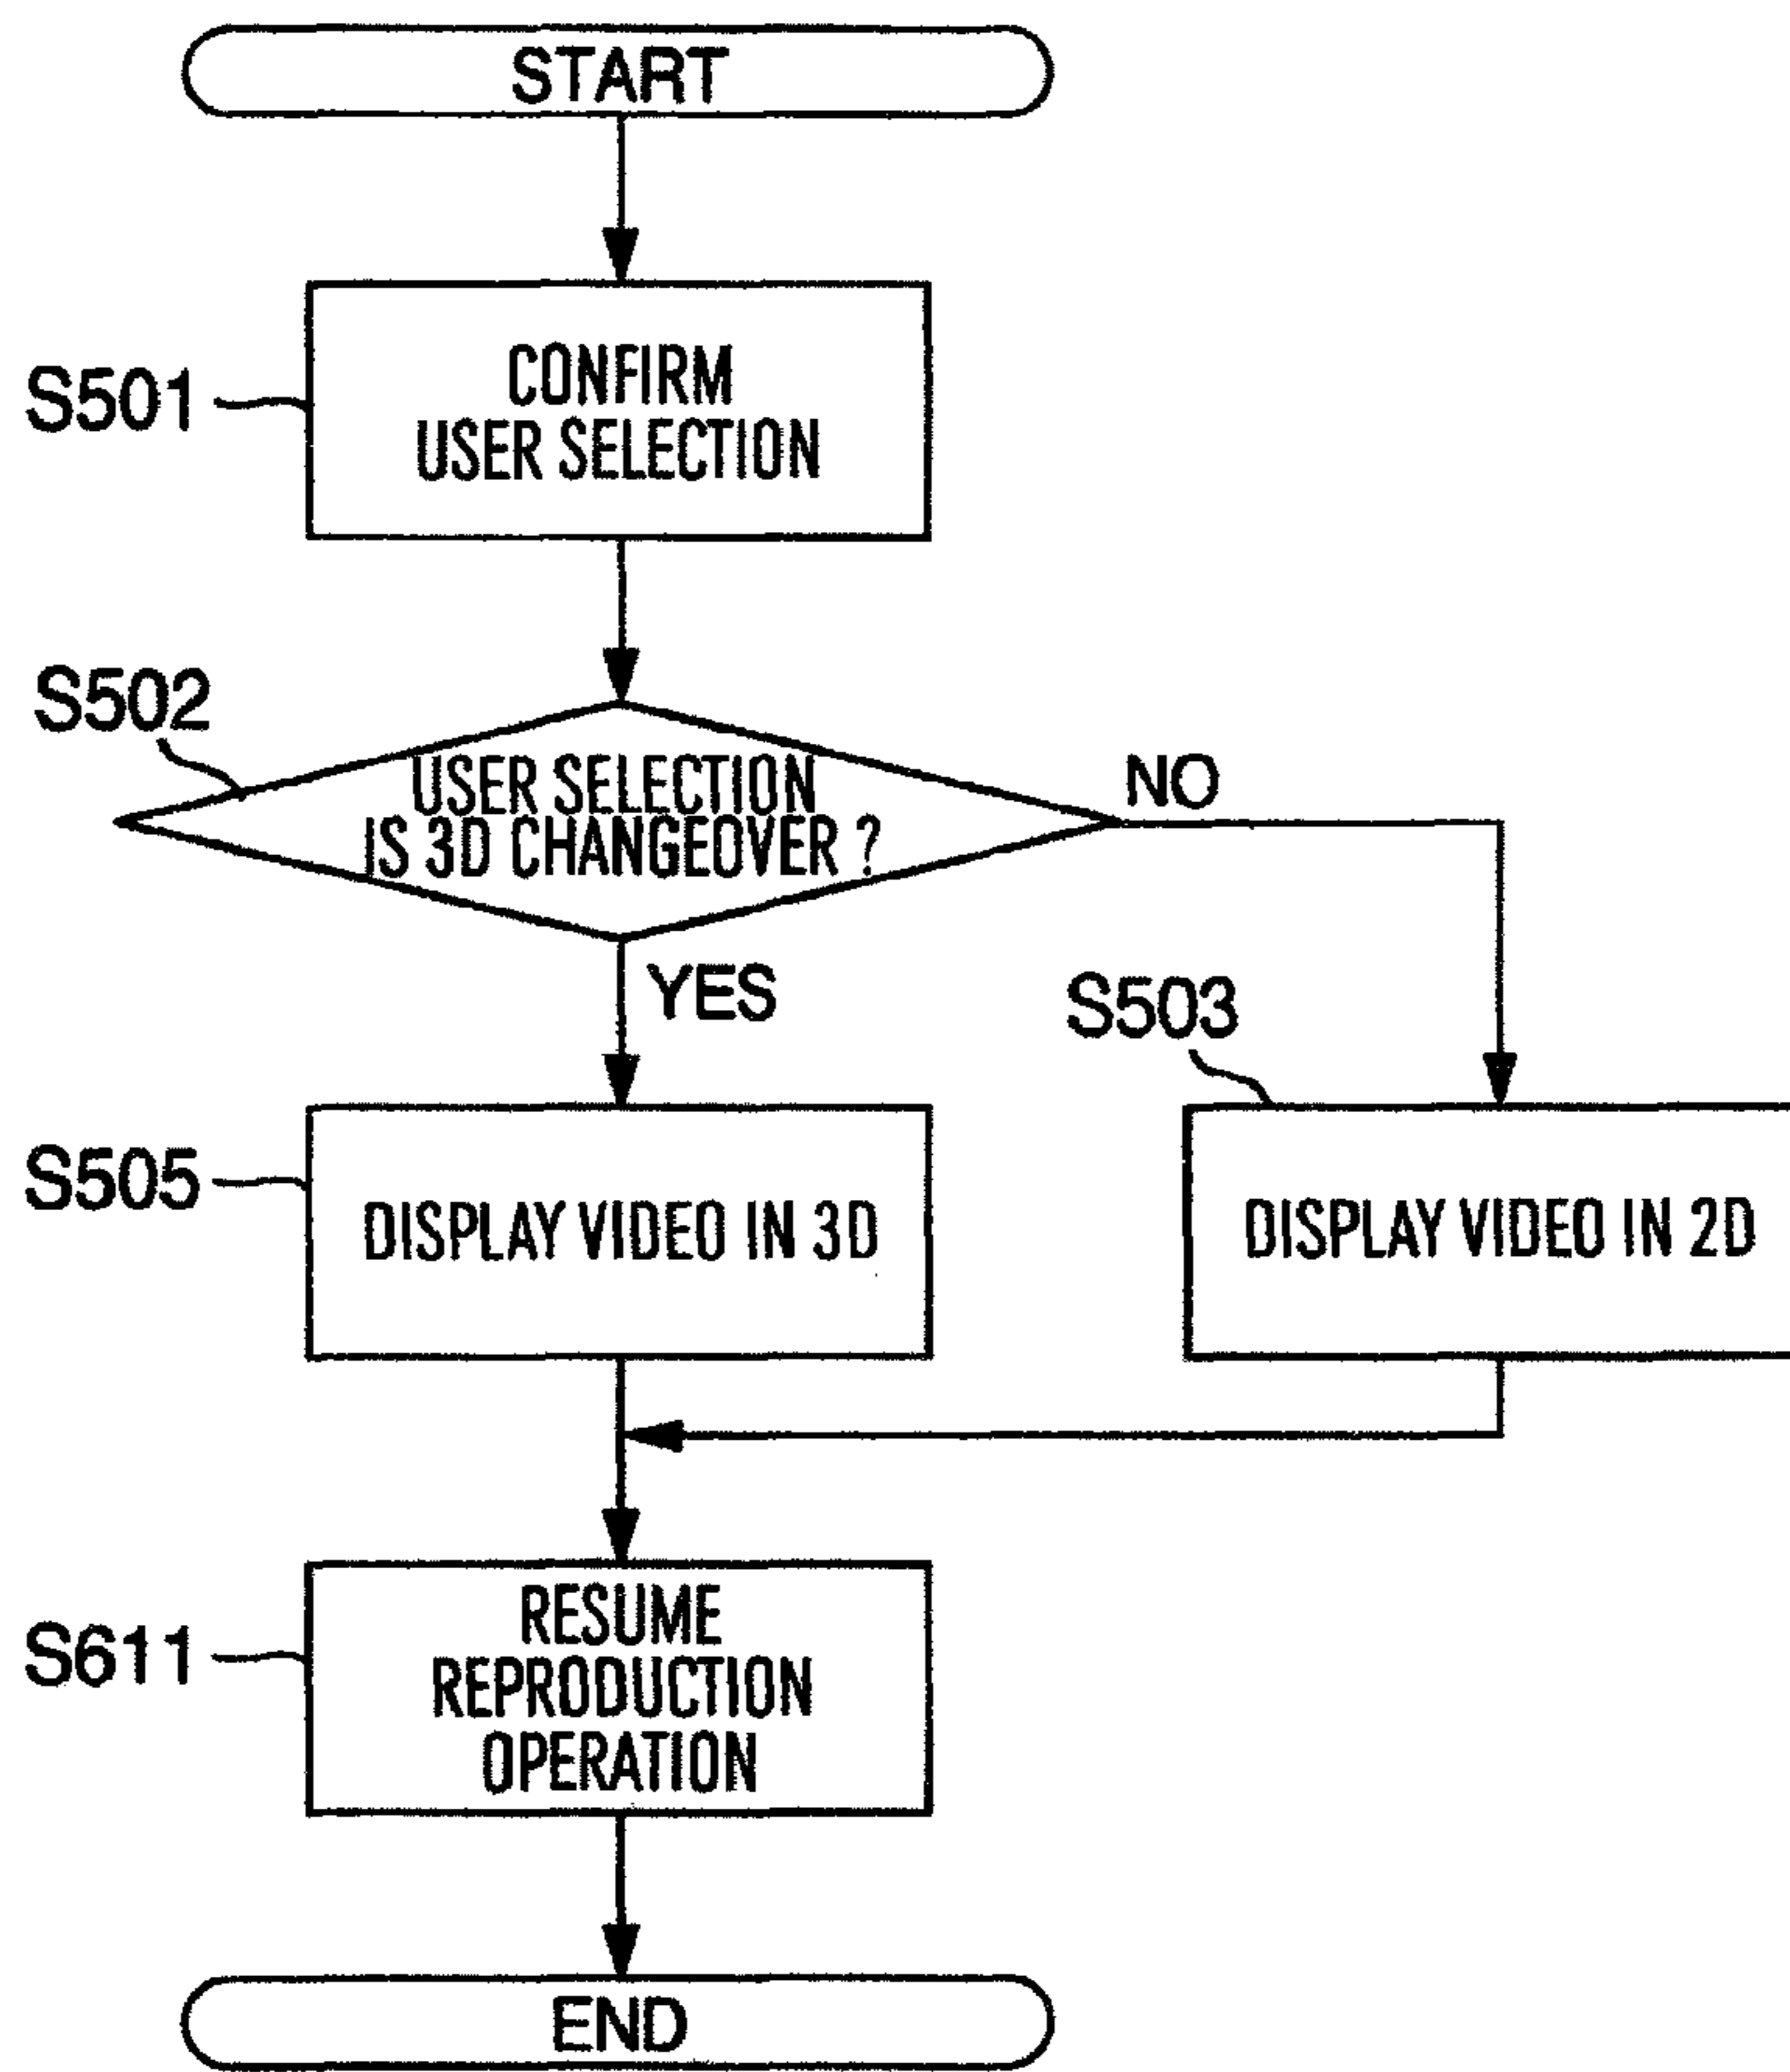 START
S501
CONFIRM
USER SELECTION
S502
USER SELECTION
IS 3D CHANGEOVER ?
NO
YES
S503
S505
DISPLAY VIDEO IN 3D
DISPLAY VIDEO IN 2D
S611
RESUME
REPRODUCTION
OPERATION
END